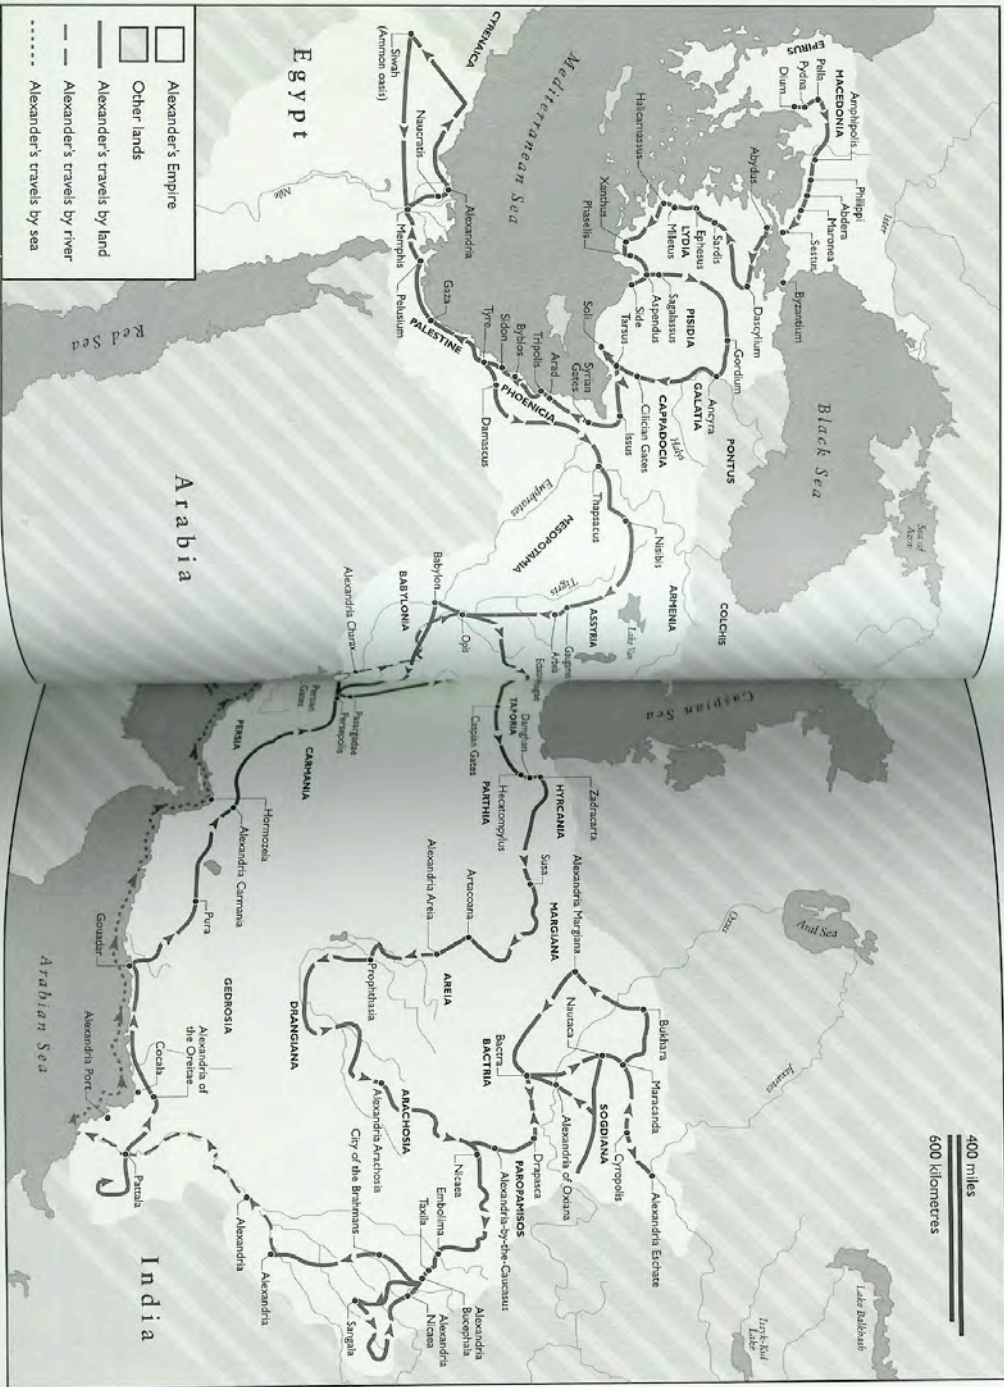 400 miles
600 kilometres
EPIRUS
MACEDONIA
Pella
Pydna
Dium
Amphipolis
Philippi
Abdera
Maronea
Sestus
Ister
Byzantium
Black Sea
Sea of Azov
Abydus
Dascylium
Gordium
Ancyra
PONTUS
COLCHIS
Halys
GALATIA
CAPPADOCIA
ARMENIA
Lake Van
Sardis
Ephesus
LYDIA
Miletus
Halicarnassus
Xanthus
Phaselis
PISIDIA
Sagalassus
Aspendus
Side
Tarsus
Soli
Cilician Gates
Issus
Syrian
Gates
Arad
Tripolis
Byblos
Sidon
Tyre
PHOENICIA
Damascus
PALESTINE
Gaza
Pelusium
Memphis
Mediterranean Sea
CYRENAICA
Siwah
(Ammon oasis)
Naucratis
Alexandria
Egypt
Nile
Red Sea
Arabia
Thapsacus
Nisibis
Euphrates
MESOPOTAMIA
Tigris
ASSYRIA
Arbela
Opis
Babylon
BABYLONIA
Alexandria Charax
Caspian Sea
TAPORIA
Damghan
Caspian Gates
Hecatompylus
PARTHIA
HYRCANIA
Zadracarta
Persian
Gates
Pasargadae
Persepolis
PERSIA
CARMANIA
Hormozeia
Alexandria Carmania
Pura
Gouadar
GEDROSIA
Alexandria of
the Oreitae
Cocala
Alexandria Port
Pattala
Arabian Sea
Susa
MARGIANA
Alexandria Margiana
Artacoana
Alexandria Areia
AREIA
Prophthasia
DRANGIANA
ARACHOSIA
Alexandria Arachosia
Aral Sea
Oxus
Jaxartes
Bukhara
Maracanda
Nautaca
SOGDIANA
Cyropolis
Alexandria Eschate
Bactra
BACTRIA
Alexandria of Oxiana
Drapasca
PAROPAMISOS
Alexandria-by-the-Caucasus
Nicaea
Embolima
Taxila
City of the Brahmans
Alexandria
Bucephala
Alexandria
Nicaea
Sangala
Alexandria
Alexandria
India
Lake Balkhash
Issyk-Kul
Lake
Alexander's Empire
Other lands
Alexander's travels by land
Alexander's travels by river
Alexander's travels by sea